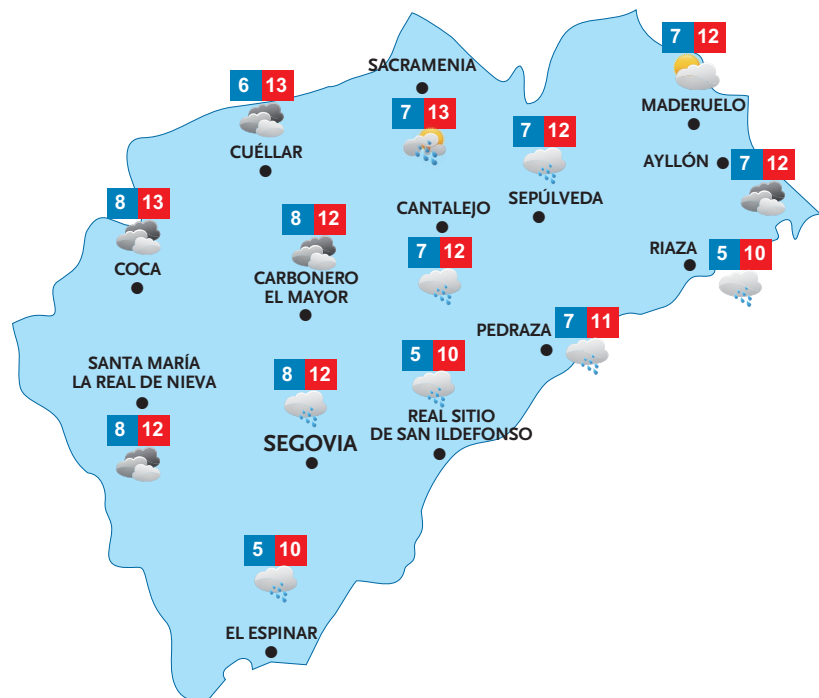 7 12
MADERUELO
SACRAMENIA
7 13
6 13
CUÉLLAR
7 12
SEPÚLVEDA
AYLLÓN
7 12
8 13
COCA
8 12
CARBONERO
EL MAYOR
CANTALEJO
7 12
RIAZA
5 10
PEDRAZA
7 11
SANTA MARÍA
LA REAL DE NIEVA
8 12
8 12
SEGOVIA
5 10
REAL SITIO
DE SAN ILDEFONSO
5 10
EL ESPINAR